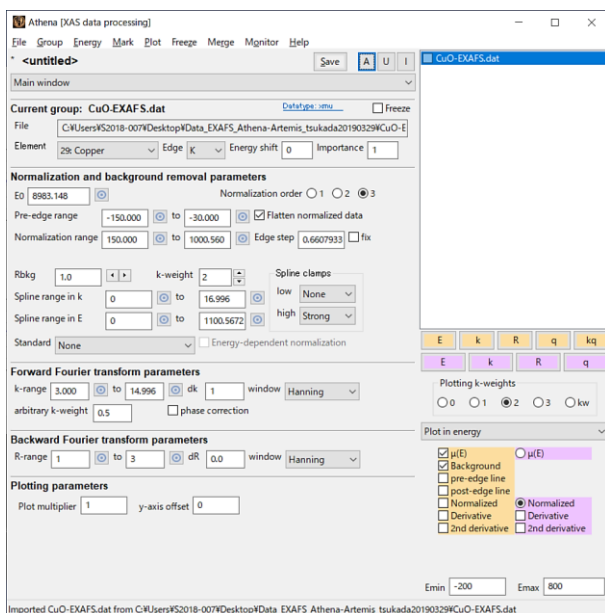 Athena [XAS data processing]
File Group Energy Mark Plot Freeze Merge Monitor Help
* <untitled> Save A U I
Main window
Current group: CuO-EXAFS.dat Datatype: xmu Freeze
File C:¥Users¥S2018-007¥Desktop¥Data_EXAFS_Athena-Artemis_tsukada20190329¥CuO-E
Element 29: Copper Edge K Energy shift 0 Importance 1
Normalization and background removal parameters
E0 8983.148 Normalization order 1 2 3
Pre-edge range -150.000 to -30.000 Flatten normalized data
Normalization range 150.000 to 1000.560 Edge step 0.6607933 fix
Rbkg 1.0 k-weight 2 Spline clamps
Spline range in k 0 to 16.996 low None
Spline range in E 0 to 1100.5672 high Strong
Standard None Energy-dependent normalization
Forward Fourier transform parameters
k-range 3.000 to 14.996 dk 1 window Hanning
arbitrary k-weight 0.5 phase correction
Backward Fourier transform parameters
R-range 1 to 3 dR 0.0 window Hanning
Plotting parameters
Plot multiplier 1 y-axis offset 0
CuO-EXAFS.dat
E k R q kq
E k R q
Plotting k-weights
0 1 2 3 kw
Plot in energy
μ(E) μ(E)
Background
pre-edge line
post-edge line
Normalized Normalized
Derivative Derivative
2nd derivative 2nd derivative
Emin -200 Emax 800
Imported CuO-EXAFS.dat from C:¥Users¥S2018-007¥Desktop¥Data_EXAFS_Athena-Artemis_tsukada20190329¥CuO-EXAFS.dat